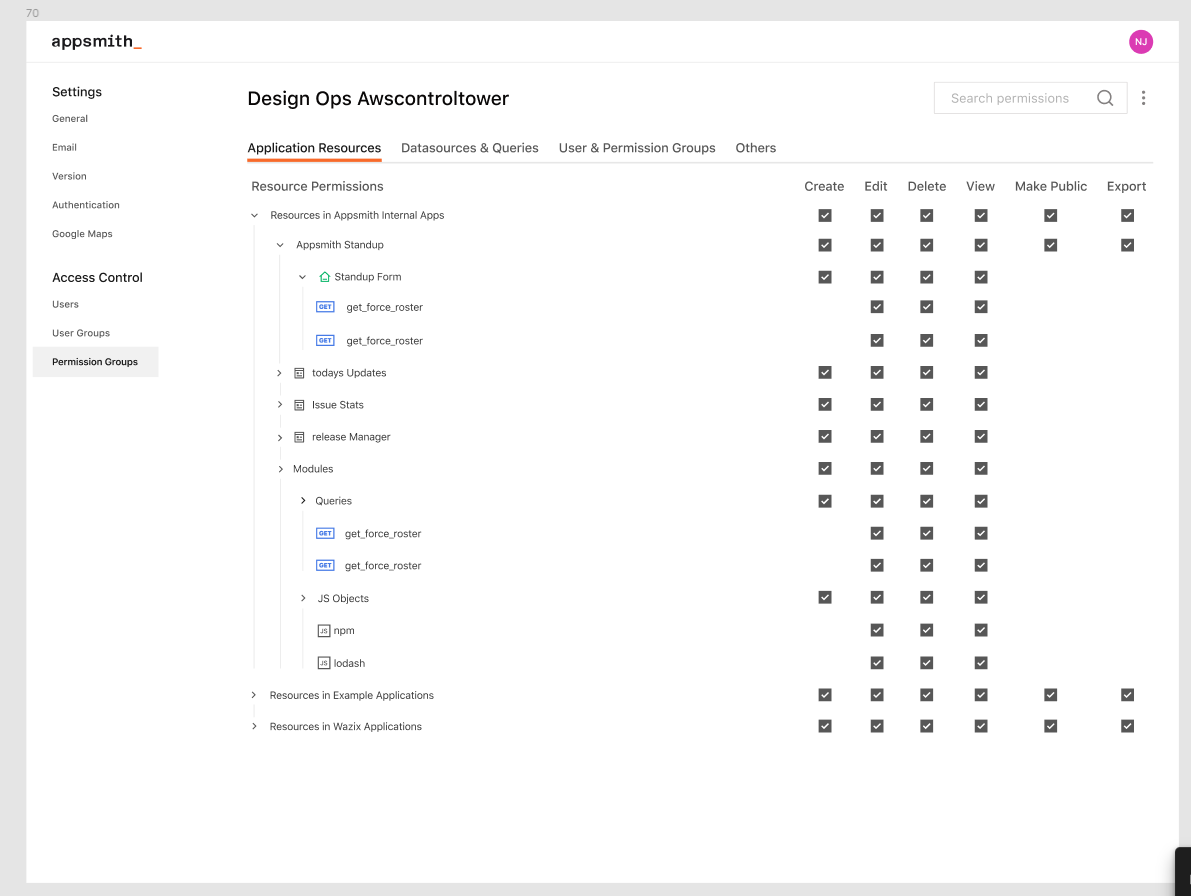 70
appsmith_
NJ
Settings
General
Email
Version
Authentication
Google Maps
Access Control
Users
User Groups
Permission Groups
Design Ops Awscontroltower
Search permissions
Application Resources Datasources & Queries User & Permission Groups Others
Resource Permissions Create Edit Delete View Make Public Export
Resources in Appsmith Internal Apps
Appsmith Standup
Standup Form
GET get_force_roster
GET get_force_roster
todays Updates
Issue Stats
release Manager
Modules
Queries
GET get_force_roster
GET get_force_roster
JS Objects
JS npm
JS lodash
Resources in Example Applications
Resources in Wazix Applications